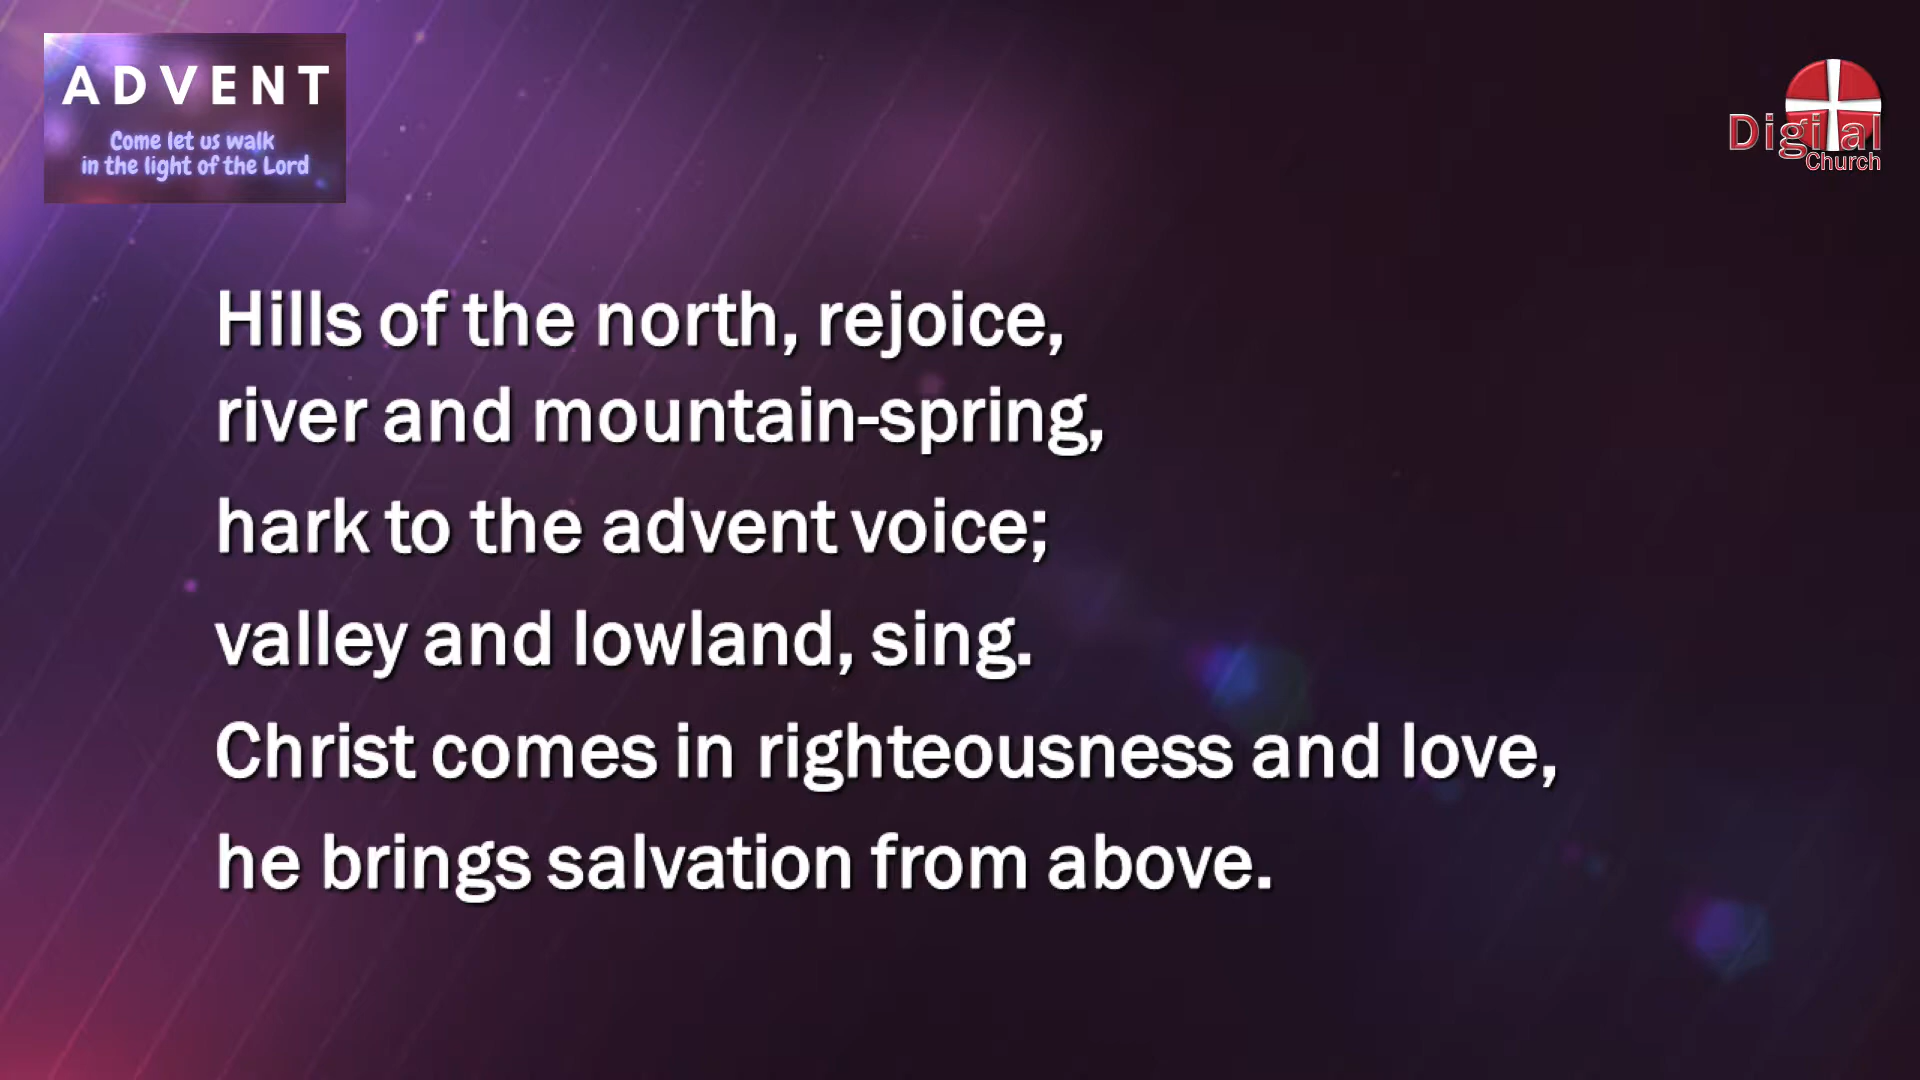 ADVENT
Come let us walk
in the light of the Lord
Digital
Church
Hills of the north, rejoice,
river and mountain-spring,
hark to the advent voice;
valley and lowland, sing.
Christ comes in righteousness and love,
he brings salvation from above.